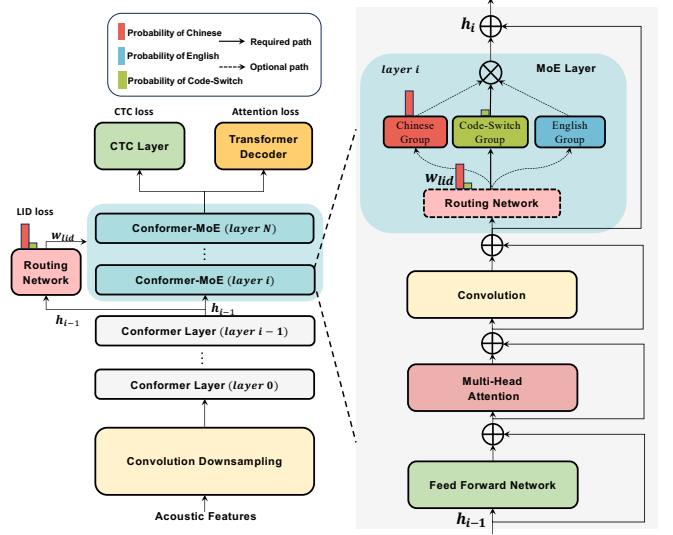 Probability of Chinese
Probability of English
Probability of Code-Switch
Required path
Optional path
CTC loss
Attention loss
CTC Layer
Transformer
Decoder
LID loss
w_lid
Routing
Network
Conformer-MoE (layer N)
⋮
Conformer-MoE (layer i)
h_{i-1}
h_{i-1}
Conformer Layer (layer i − 1)
⋮
Conformer Layer (layer 0)
Convolution Downsampling
Acoustic Features
h_i
layer i
MoE Layer
Chinese
Group
Code-Switch
Group
English
Group
w_lid
Routing Network
Convolution
Multi-Head
Attention
Feed Forward Network
h_{i-1}